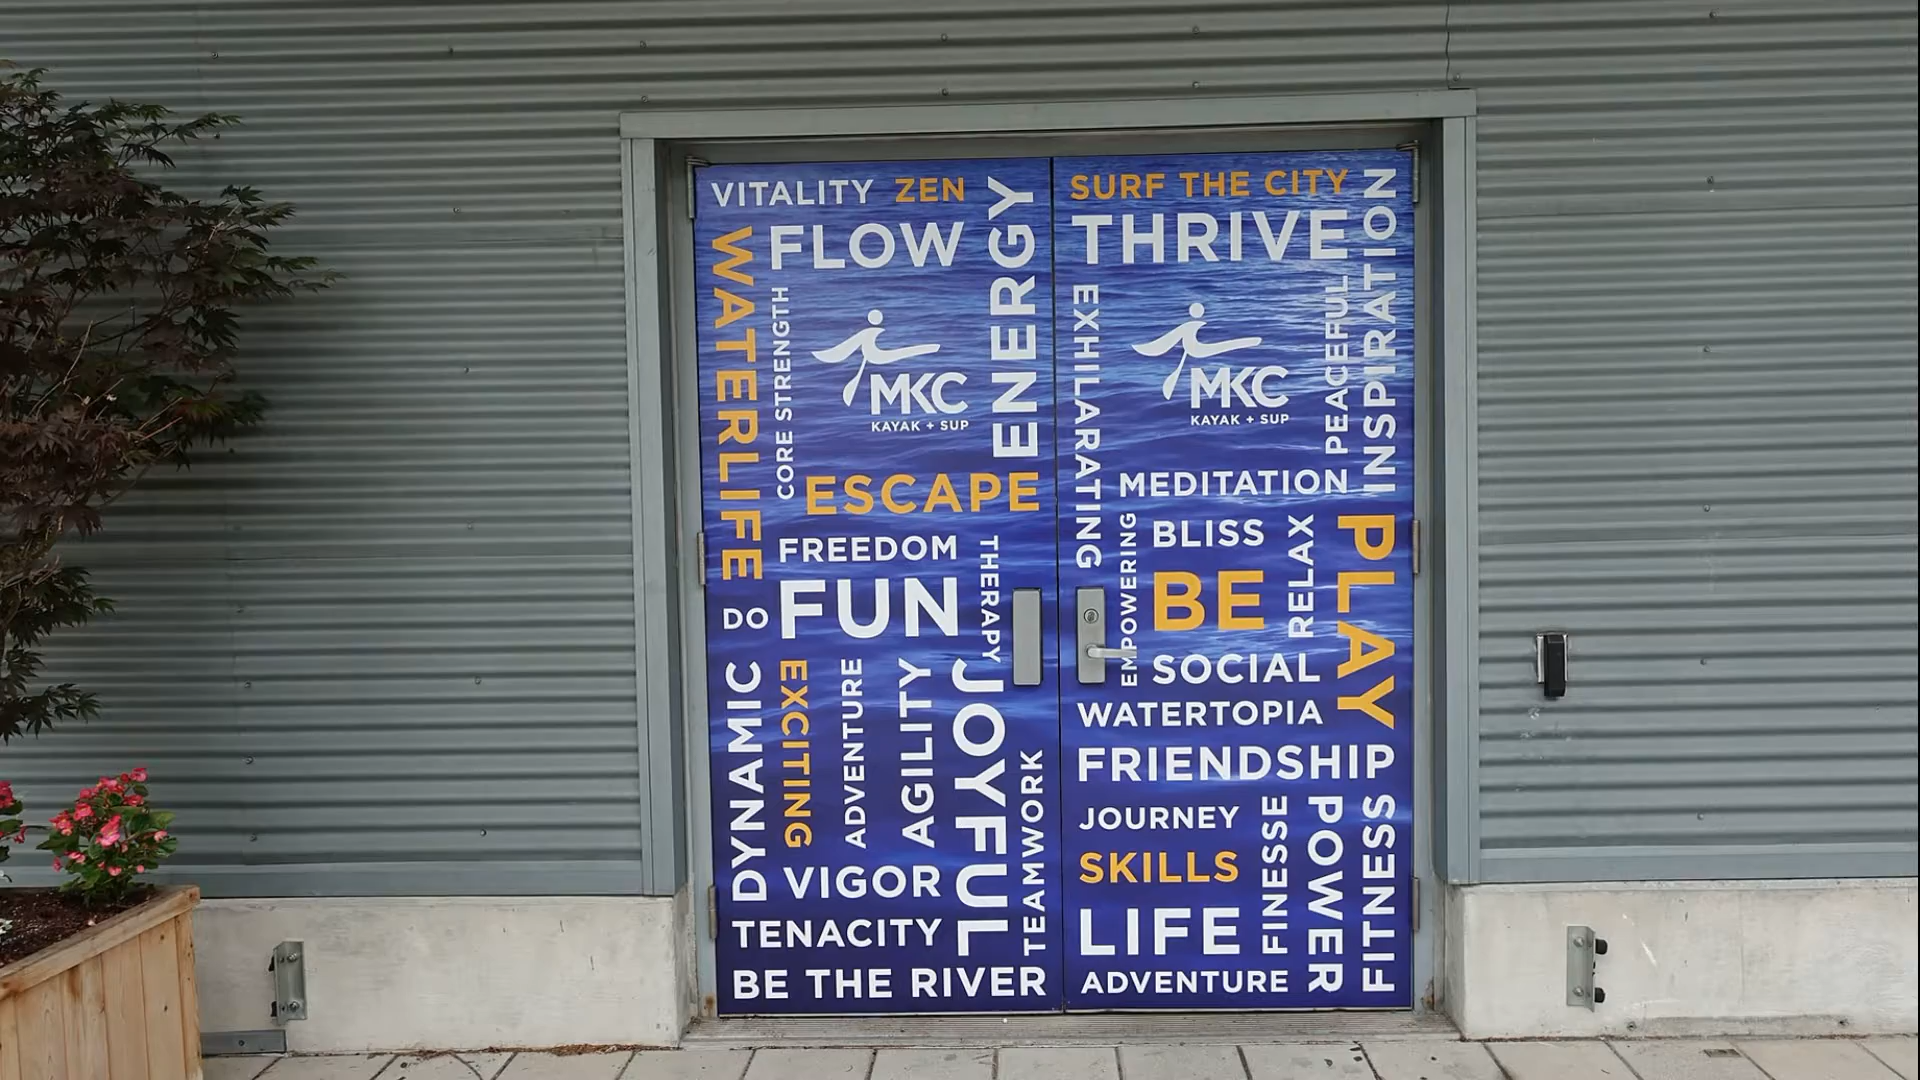 VITALITY ZEN
FLOW
ENERGY
WATERLIFE
CORE STRENGTH
MKC
KAYAK + SUP
ESCAPE
FREEDOM
THERAPY
DO FUN
DYNAMIC
EXCITING
ADVENTURE
AGILITY
JOYFUL
TEAMWORK
VIGOR
TENACITY
BE THE RIVER
SURF THE CITY
THRIVE
INSPIRATION
EXHILARATING
MKC
KAYAK + SUP
PEACEFUL
MEDITATION
EMPOWERING
BLISS
RELAX
PLAY
BE
SOCIAL
WATERTOPIA
FRIENDSHIP
JOURNEY
FINESSE
POWER
FITNESS
SKILLS
LIFE
ADVENTURE